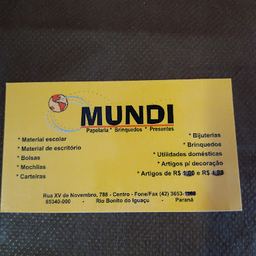 MUNDI
Papelaria * Brinquedos * Presentes
* Material escolar
* Material de escritório
* Bolsas
* Mochilas
* Carteiras
* Bijuterias
* Brinquedos
* Utilidades domésticas
* Artigos p/ decoração
* Artigos de R$ e R$
Rua XV de Novembro, 788 - Centro - Fone/Fax (42) 3653-
85340-000 - Rio Bonito do Iguaçu - Paraná